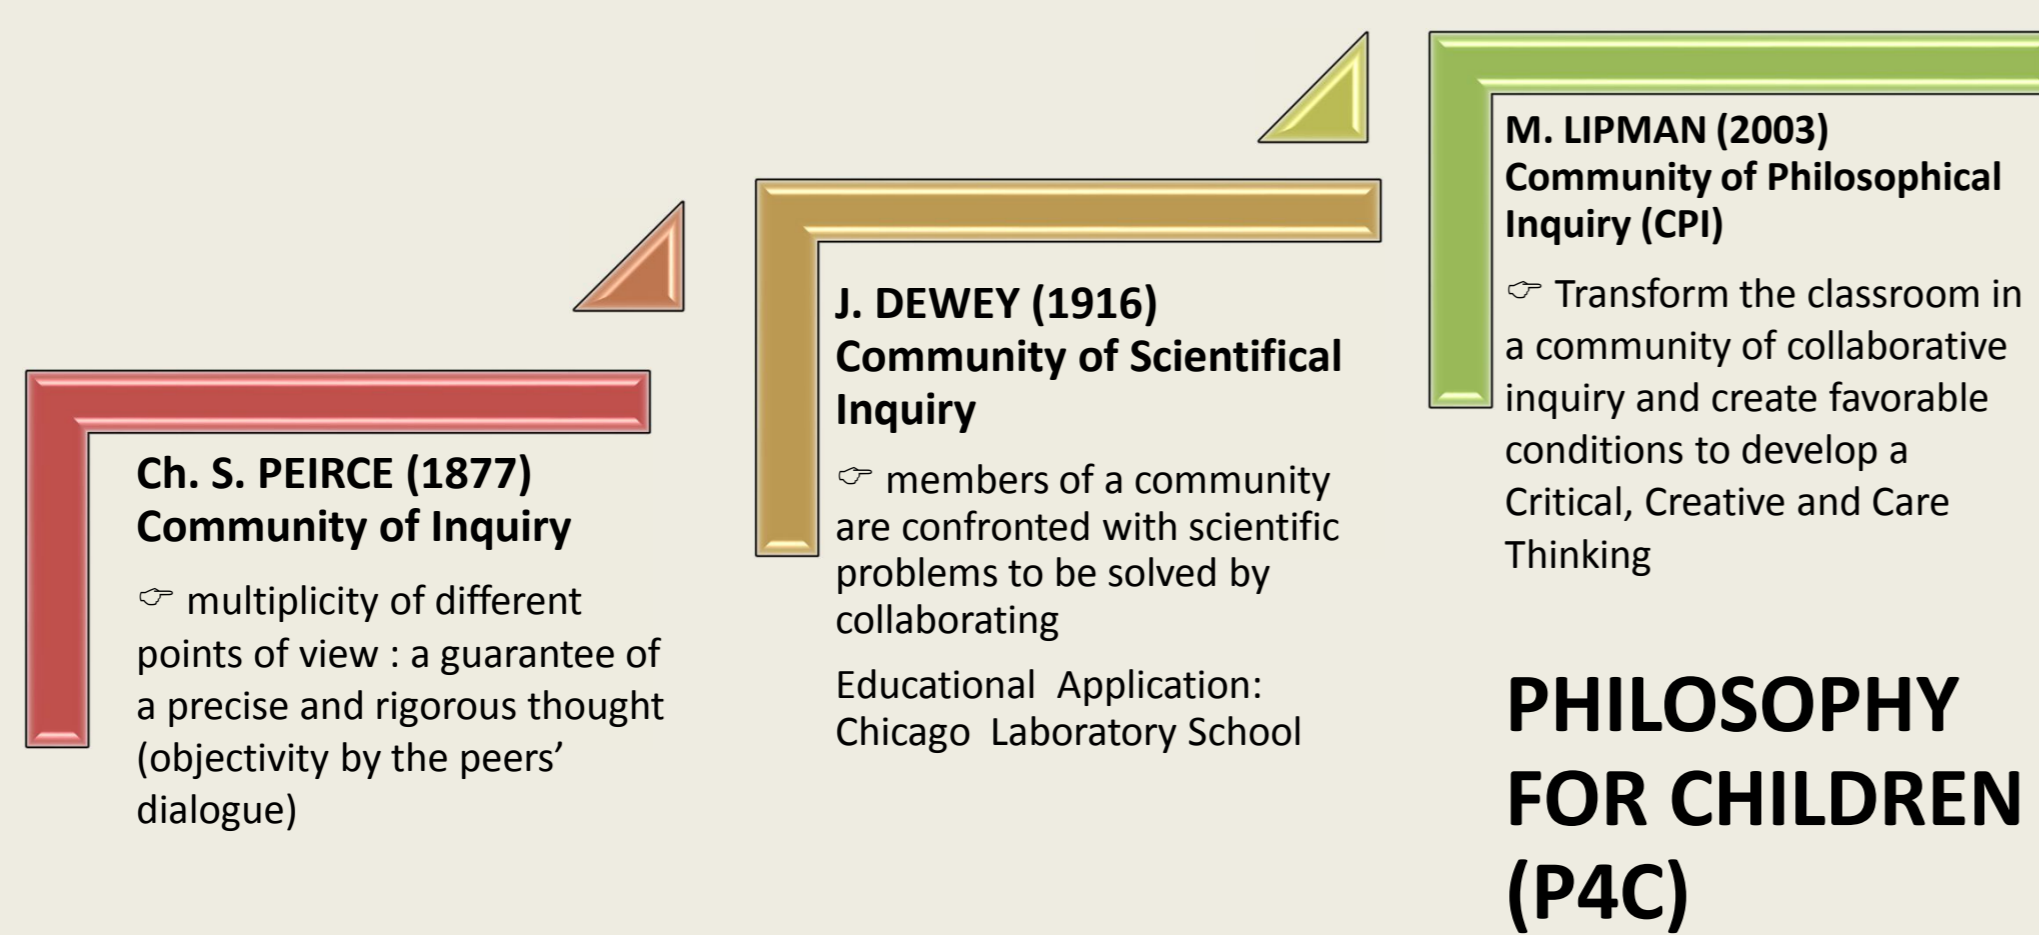 Ch. S. PEIRCE (1877)
Community of Inquiry
☞ multiplicity of different
points of view : a guarantee of
a precise and rigorous thought
(objectivity by the peers’
dialogue)
J. DEWEY (1916)
Community of Scientifical
Inquiry
☞ members of a community
are confronted with scientific
problems to be solved by
collaborating
Educational Application:
Chicago Laboratory School
M. LIPMAN (2003)
Community of Philosophical
Inquiry (CPI)
☞ Transform the classroom in
a community of collaborative
inquiry and create favorable
conditions to develop a
Critical, Creative and Care
Thinking
PHILOSOPHY
FOR CHILDREN
(P4C)